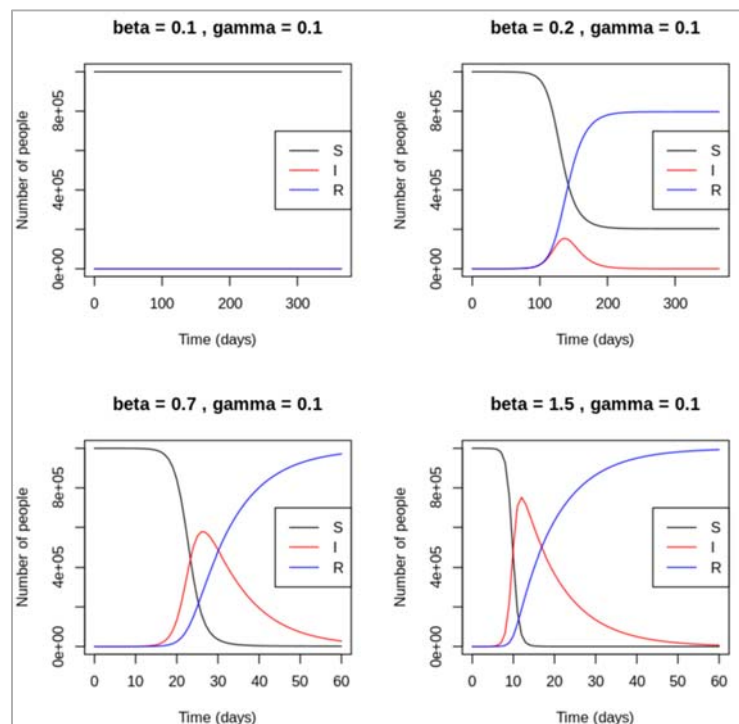 beta = 0.1 , gamma = 0.1
Number of people
0e+00 4e+05 8e+05
S
I
R
0 100 200 300
Time (days)
beta = 0.2 , gamma = 0.1
Number of people
0e+00 4e+05 8e+05
S
I
R
0 100 200 300
Time (days)
beta = 0.7 , gamma = 0.1
Number of people
0e+00 4e+05 8e+05
S
I
R
0 10 20 30 40 50 60
Time (days)
beta = 1.5 , gamma = 0.1
Number of people
0e+00 4e+05 8e+05
S
I
R
0 10 20 30 40 50 60
Time (days)